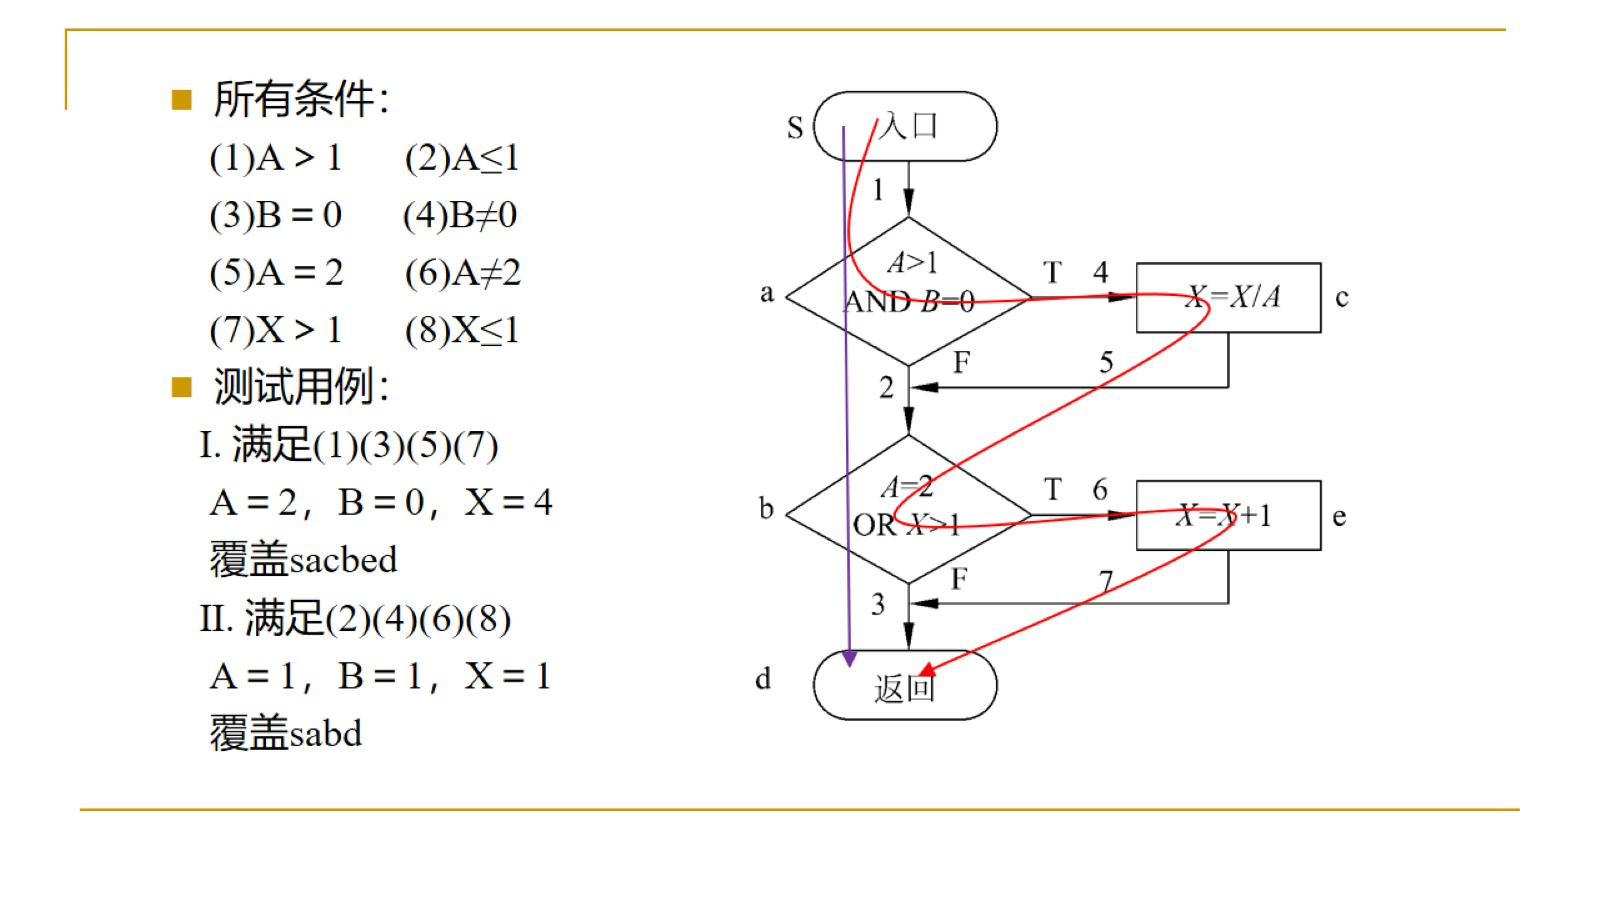 所有条件：
(1)A > 1 (2)A≤1
(3)B = 0 (4)B≠0
(5)A = 2 (6)A≠2
(7)X > 1 (8)X≤1
测试用例：
I. 满足(1)(3)(5)(7)
A = 2，B = 0，X = 4
覆盖sacbed
II. 满足(2)(4)(6)(8)
A = 1，B = 1，X = 1
覆盖sabd
S
入口
1
a
A>1
AND B=0
T 4
X=X/A
c
F
5
2
b
A=2
OR X>1
T 6
X=X+1
e
F
7
3
d
返回